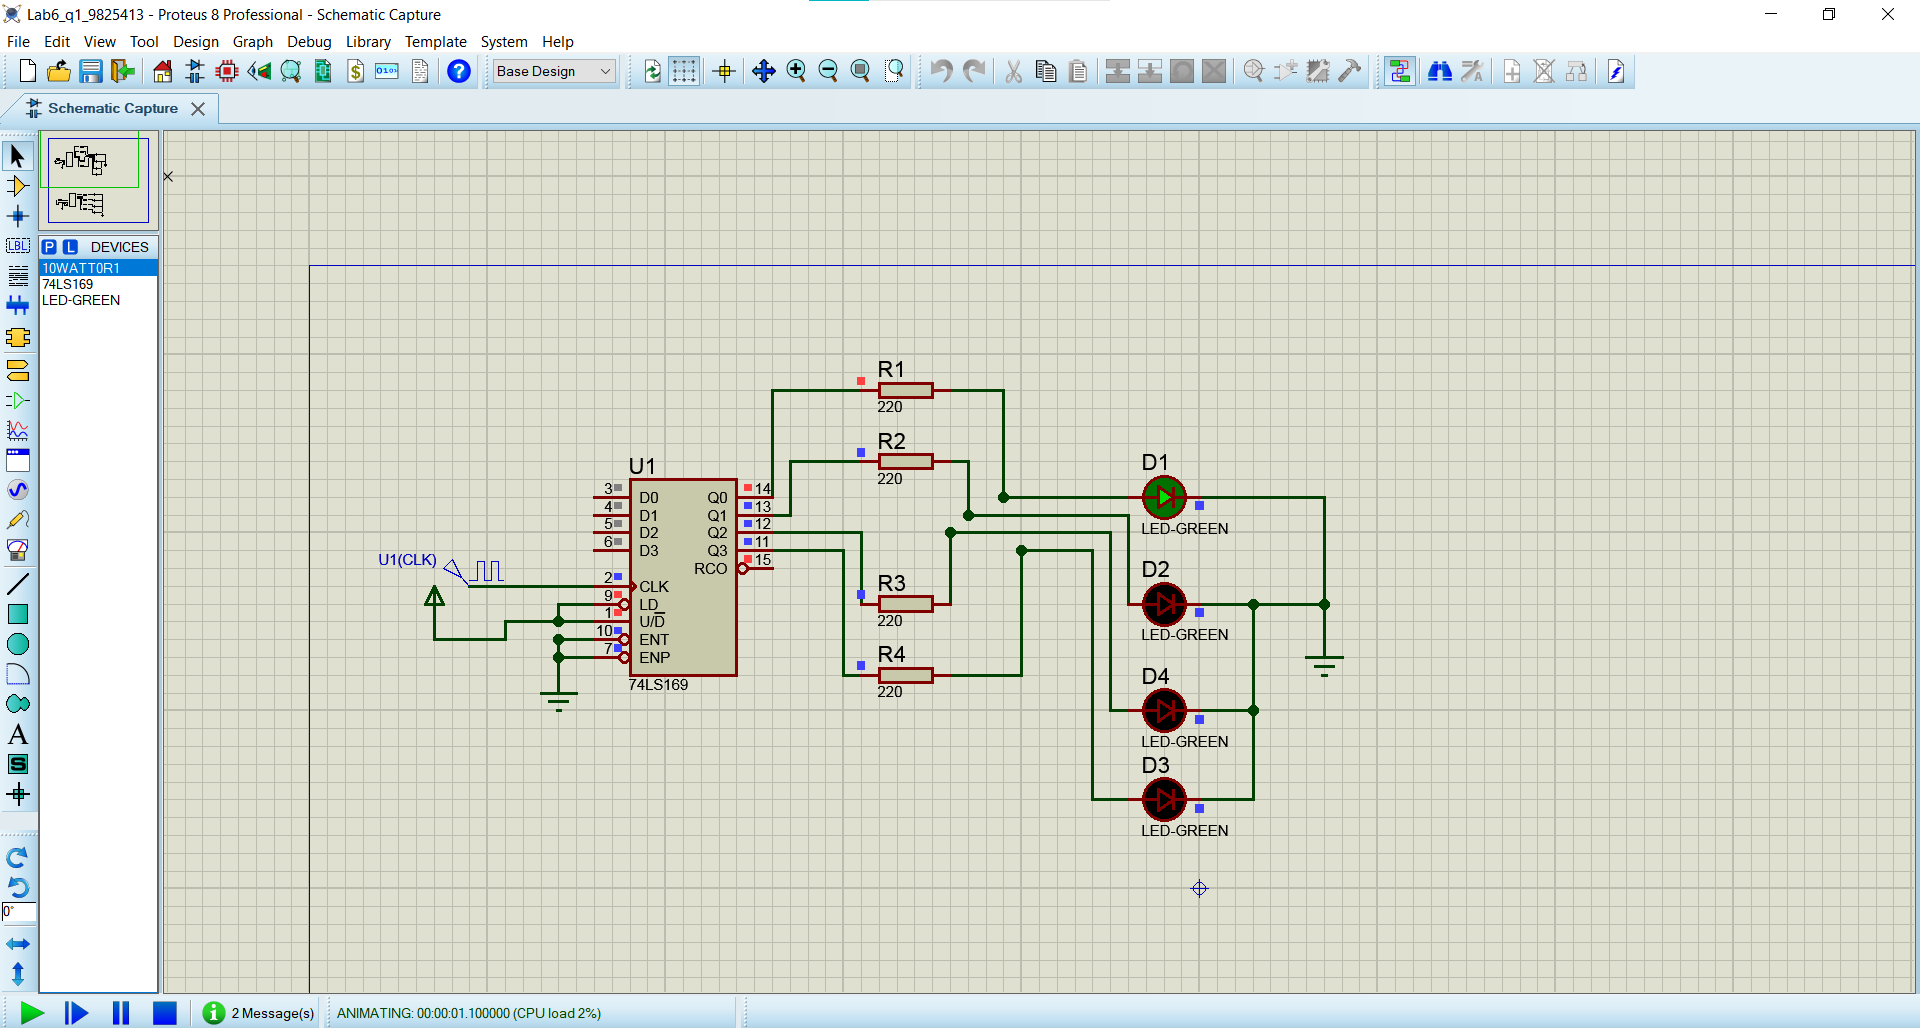 Lab6_q1_9825413 - Proteus 8 Professional - Schematic Capture
File Edit View Tool Design Graph Debug Library Template System Help
Base Design
Schematic Capture
P L DEVICES
10WATT0R1
74LS169
LED-GREEN
LBL
A
S
0°
R1
220
R2
220
U1
3 D0 Q0 14
4 D1 Q1 13
5 D2 Q2 12
6 D3 Q3 11
RCO 15
U1(CLK)
2 CLK
9 LD
1 U/D
10 ENT
7 ENP
74LS169
R3
220
R4
220
D1
LED-GREEN
D2
LED-GREEN
D4
LED-GREEN
D3
LED-GREEN
2 Message(s) ANIMATING: 00:00:01.100000 (CPU load 2%)